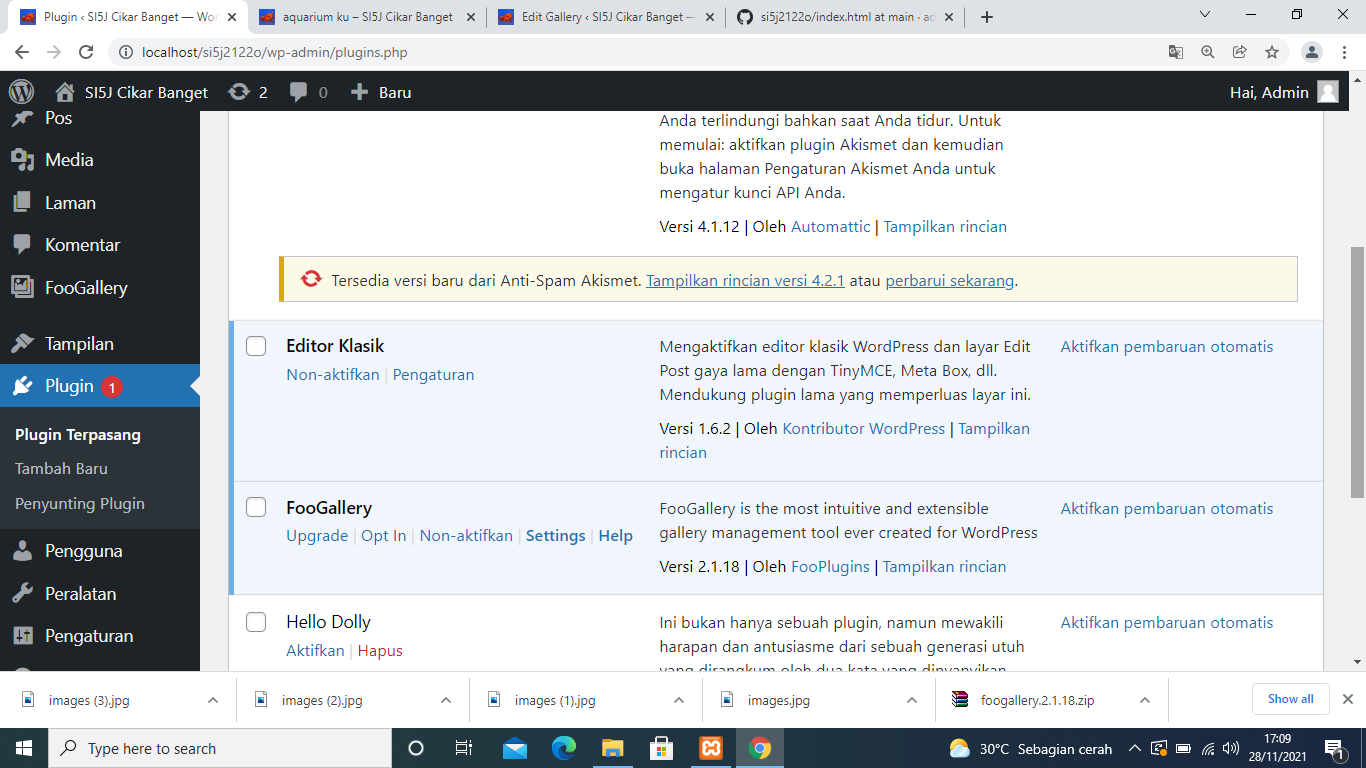 Plugin ‹ SI5J Cikar Banget — Wor
aquarium ku – SI5J Cikar Banget
Edit Gallery ‹ SI5J Cikar Banget —
si5j2122o/index.html at main · ad
localhost/si5j2122o/wp-admin/plugins.php
SI5J Cikar Banget
2
0
Baru
Hai, Admin
Pos
Media
Laman
Komentar
FooGallery
Tampilan
Plugin 1
Plugin Terpasang
Tambah Baru
Penyunting Plugin
Pengguna
Peralatan
Pengaturan
Anda terlindungi bahkan saat Anda tidur. Untuk
memulai: aktifkan plugin Akismet dan kemudian
buka halaman Pengaturan Akismet Anda untuk
mengatur kunci API Anda.
Versi 4.1.12 | Oleh Automattic | Tampilkan rincian
Tersedia versi baru dari Anti-Spam Akismet. Tampilkan rincian versi 4.2.1 atau perbarui sekarang.
Editor Klasik
Non-aktifkan | Pengaturan
Mengaktifkan editor klasik WordPress dan layar Edit
Post gaya lama dengan TinyMCE, Meta Box, dll.
Mendukung plugin lama yang memperluas layar ini.
Versi 1.6.2 | Oleh Kontributor WordPress | Tampilkan
rincian
Aktifkan pembaruan otomatis
FooGallery
Upgrade | Opt In | Non-aktifkan | Settings | Help
FooGallery is the most intuitive and extensible
gallery management tool ever created for WordPress
Versi 2.1.18 | Oleh FooPlugins | Tampilkan rincian
Aktifkan pembaruan otomatis
Hello Dolly
Aktifkan | Hapus
Ini bukan hanya sebuah plugin, namun mewakili
harapan dan antusiasme dari sebuah generasi utuh
yang dirangkum oleh dua kata yang dinyanyikan
Aktifkan pembaruan otomatis
images (3).jpg
images (2).jpg
images (1).jpg
images.jpg
foogallery.2.1.18.zip
Show all
Type here to search
30°C Sebagian cerah
17:09
28/11/2021
1